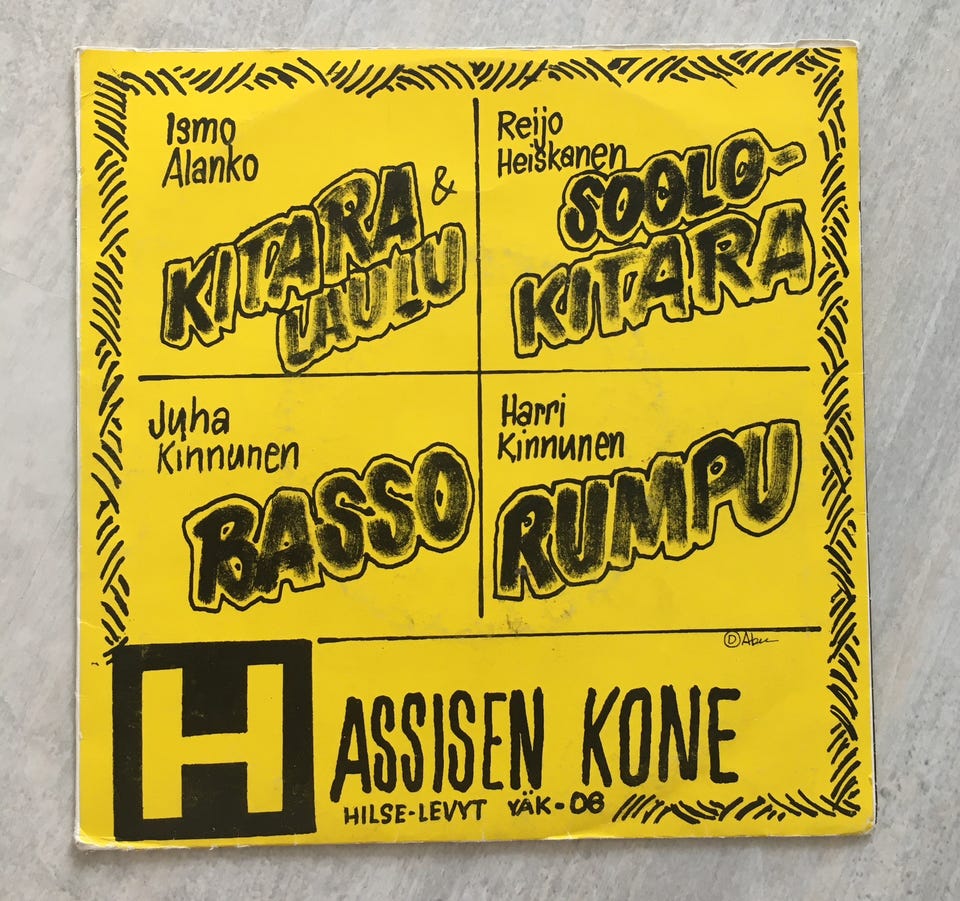 Ismo
Alanko
KITARA &
LAULU
Reijo
Heiskanen
SOOLO-
KITARA
Juha
Kinnunen
BASSO
Harri
Kinnunen
RUMPU
HASSISEN KONE
HILSE-LEVYT YÄK-06